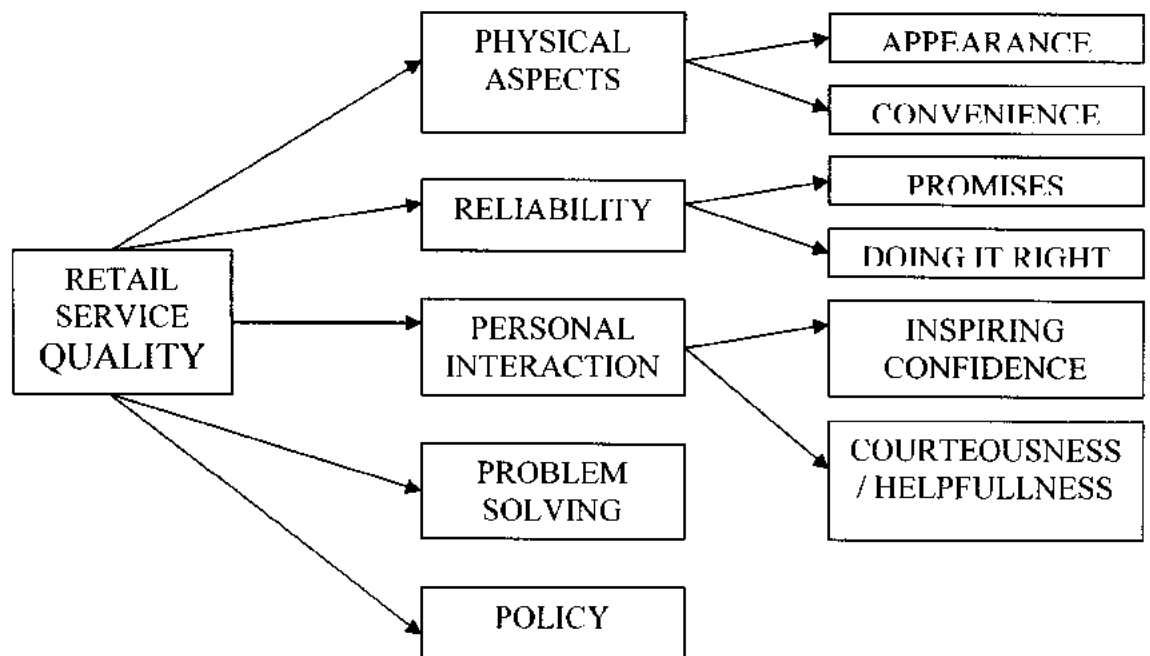 PHYSICAL
ASPECTS
APPEARANCE
CONVENIENCE
RELIABILITY
PROMISES
DOING IT RIGHT
RETAIL
SERVICE
QUALITY
PERSONAL
INTERACTION
INSPIRING
CONFIDENCE
COURTEOUSNESS
/ HELPFULLNESS
PROBLEM
SOLVING
POLICY